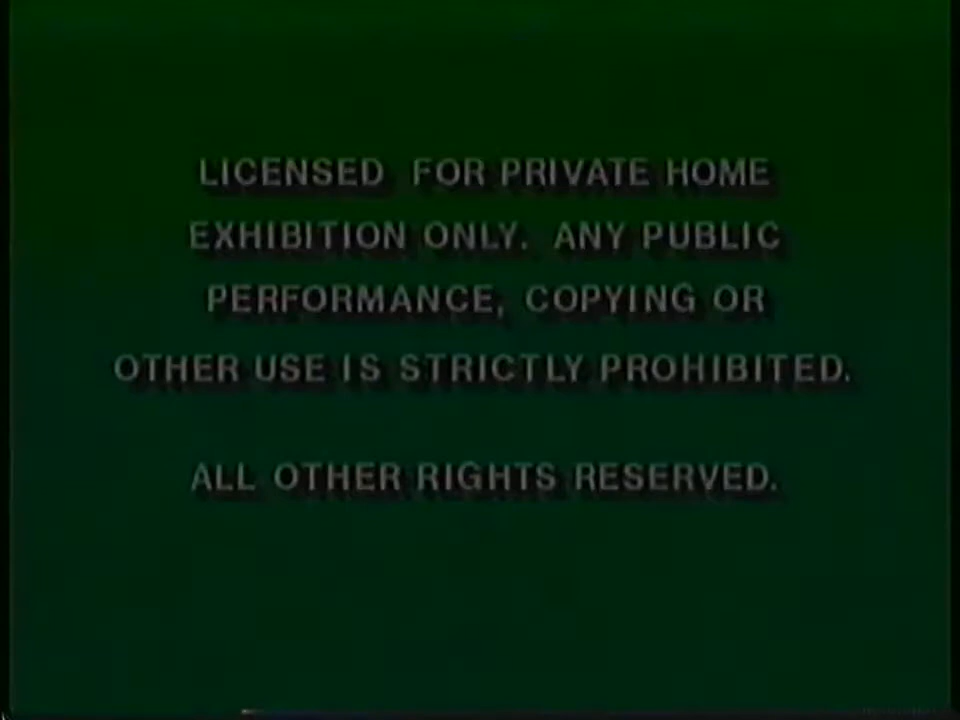 LICENSED FOR PRIVATE HOME
EXHIBITION ONLY. ANY PUBLIC
PERFORMANCE, COPYING OR
OTHER USE IS STRICTLY PROHIBITED.
ALL OTHER RIGHTS RESERVED.